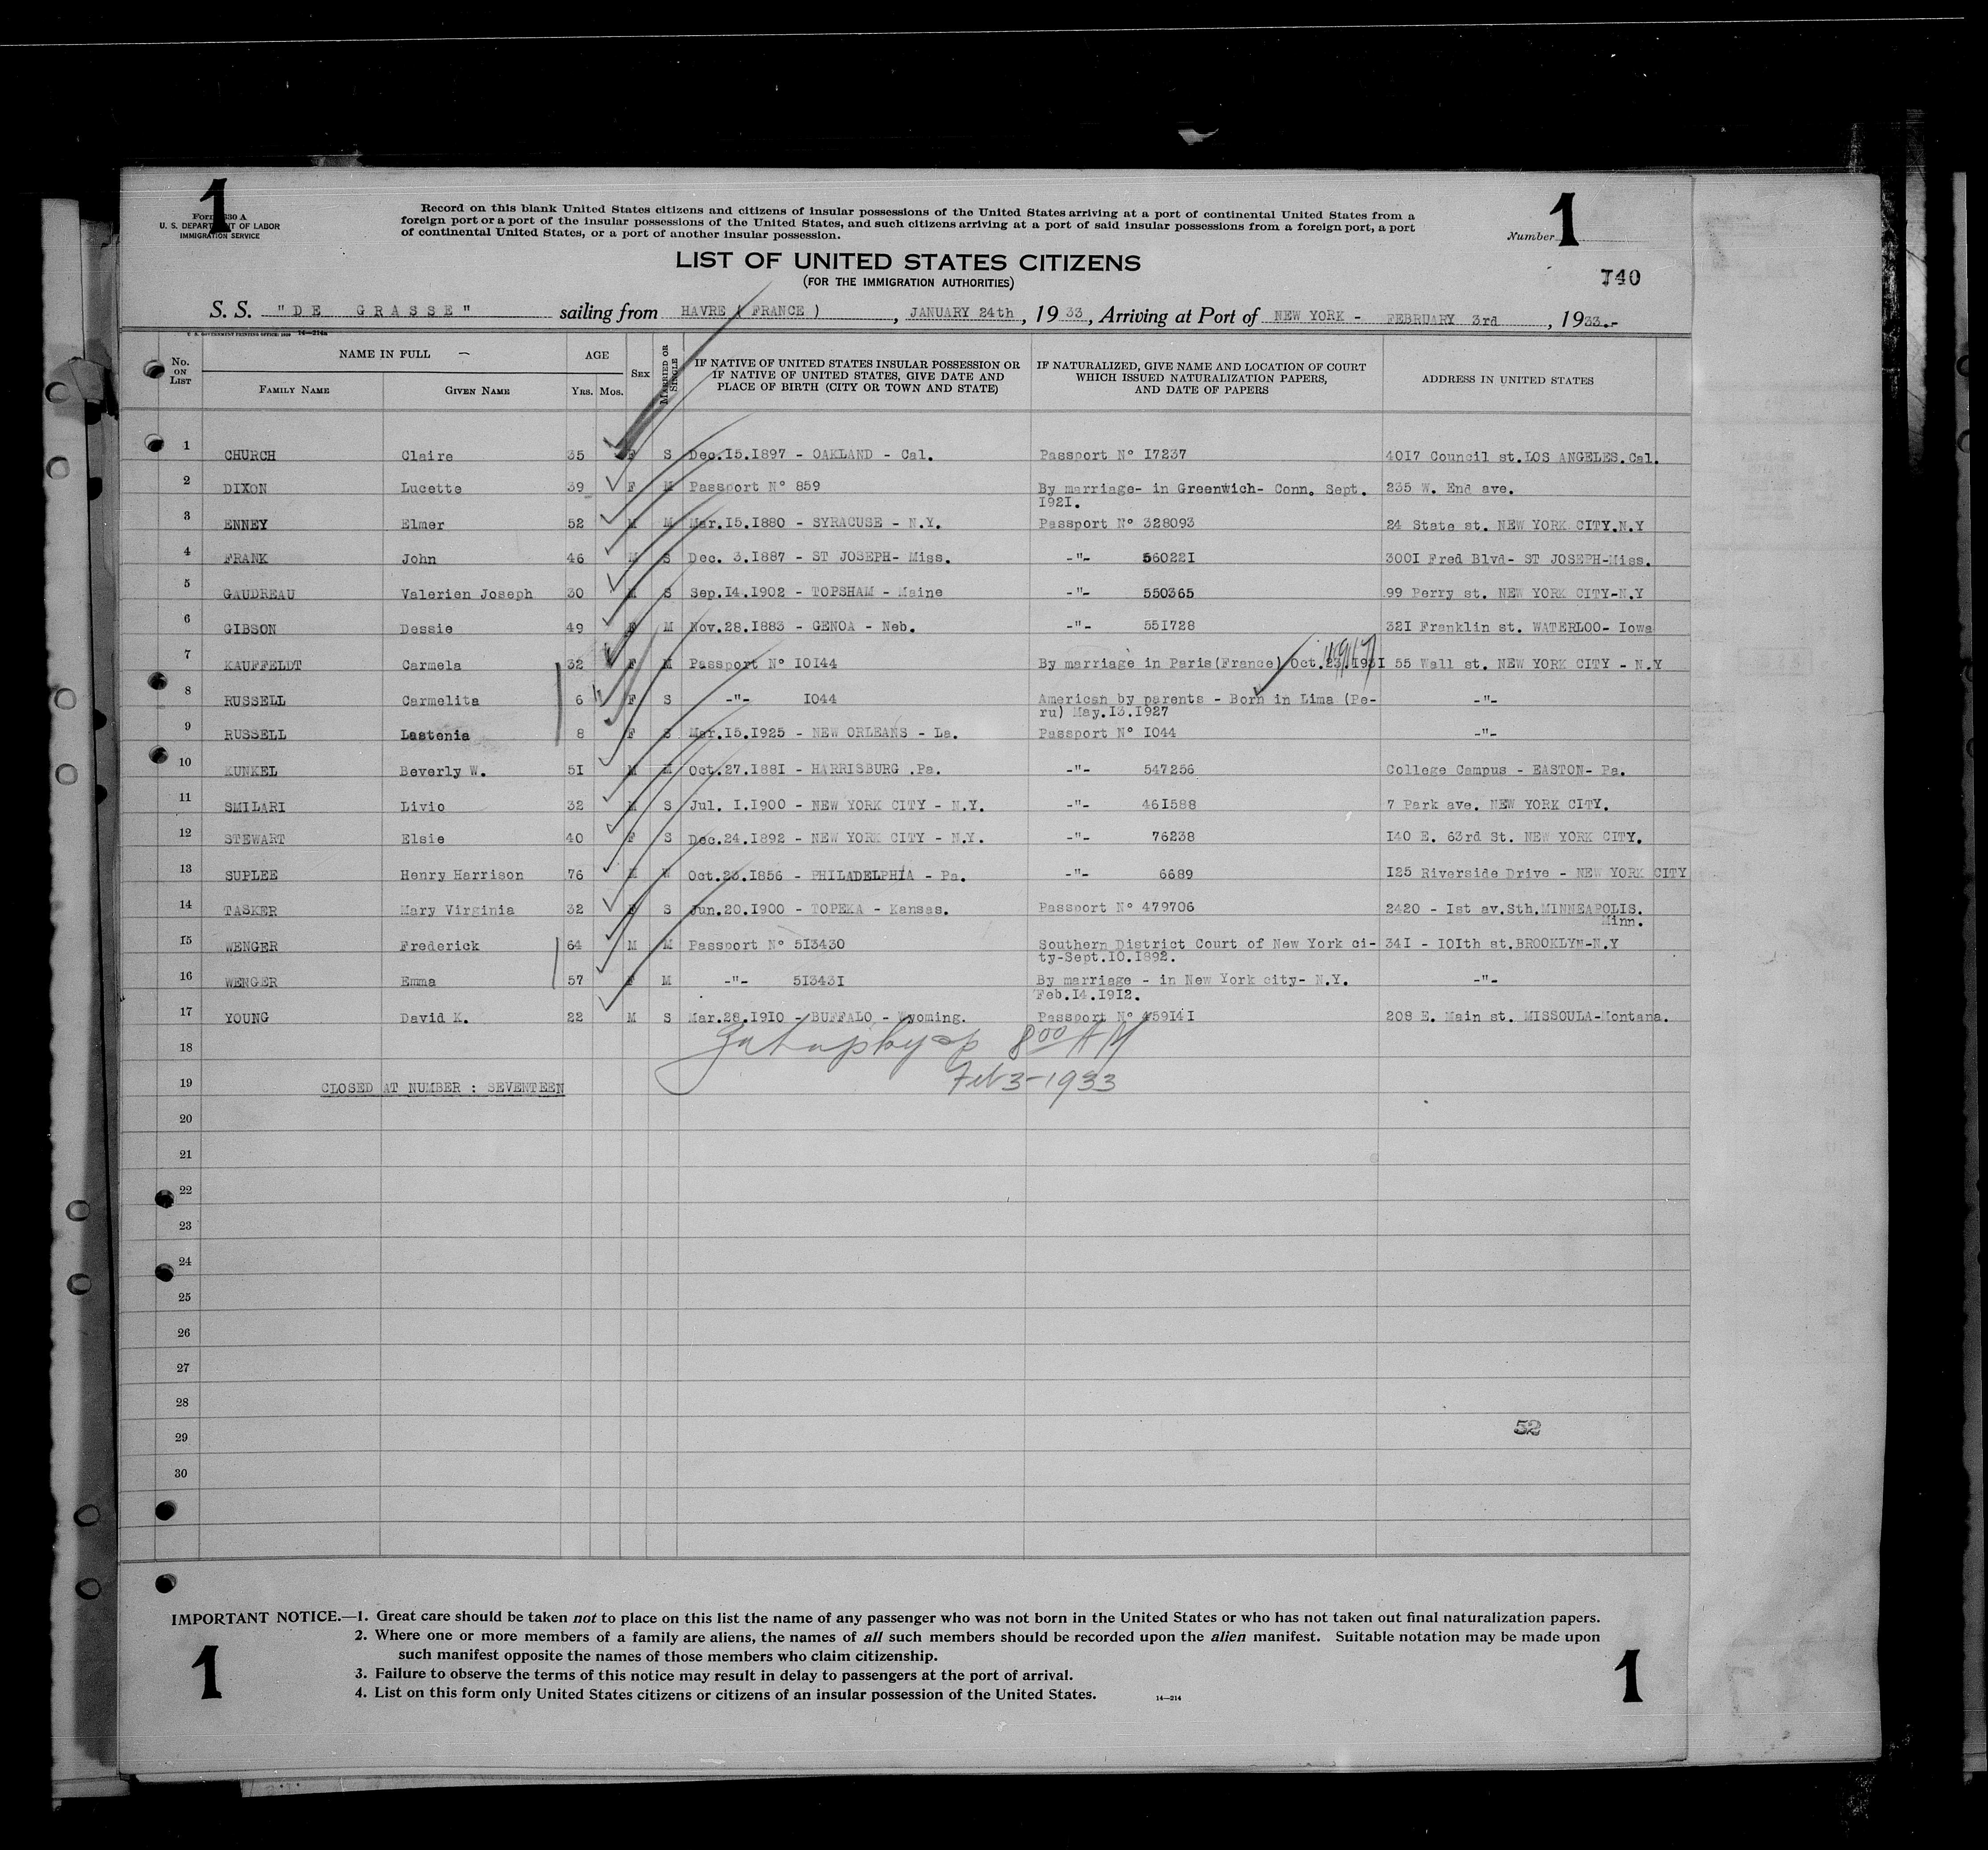 1
Form 630 A
U. S. DEPARTMENT OF LABOR
IMMIGRATION SERVICE
Record on this blank United States citizens and citizens of insular possessions of the United States arriving at a port of continental United States from a
foreign port or a port of the insular possessions of the United States, and such citizens arriving at a port of said insular possessions from a foreign port, a port
of continental United States, or a port of another insular possession.
Number 1
LIST OF UNITED STATES CITIZENS
(FOR THE IMMIGRATION AUTHORITIES)
740
S. S. "DE GRASSE" sailing from HAVRE ( FRANCE ) , JANUARY 24th , 1933 , Arriving at Port of NEW YORK - FEBRUARY 3rd , 1933.-
No. ON LIST
NAME IN FULL
FAMILY NAME GIVEN NAME
AGE
YRS. MOS.
SEX
MARRIED OR SINGLE
IF NATIVE OF UNITED STATES INSULAR POSSESSION OR
IF NATIVE OF UNITED STATES, GIVE DATE AND
PLACE OF BIRTH (CITY OR TOWN AND STATE)
IF NATURALIZED, GIVE NAME AND LOCATION OF COURT
WHICH ISSUED NATURALIZATION PAPERS,
AND DATE OF PAPERS
ADDRESS IN UNITED STATES
1 CHURCH Claire 35 F S Dec.15.1897 - OAKLAND - Cal. Passport N° 17237 4017 Council st.LOS ANGELES.Cal.
2 DIXON Lucette 39 F M Passport N° 859 By marriage- in Greenwich- Conn. Sept. 235 W. End ave.
1921.
3 ENNEY Elmer 52 M M Mar.15.1880 - SYRACUSE - N.Y. Passport N° 328093 24 State st. NEW YORK CITY.N.Y
4 FRANK John 46 M S Dec. 3.1887 - ST JOSEPH- Miss. -"- 560221 3001 Fred Blvd- ST JOSEPH-Miss.
5 GAUDREAU Valerien Joseph 30 M S Sep.14.1902 - TOPSHAM - Maine -"- 550365 99 Perry st. NEW YORK CITY-N.Y
6 GIBSON Dessie 49 F M Nov.28.1883 - GENOA - Neb. -"- 551728 321 Franklin st. WATERLOO- Iowa
7 KAUFFELDT Carmela 32 F M Passport N° 10144 By marriage in Paris(France) Oct.23.1931 55 Wall st. NEW YORK CITY - N.Y
8 RUSSELL Carmelita 6 F S -"- 1044 American by parents - Born in Lima (Pe- -"-
ru) May.13.1927
9 RUSSELL Lastenia 8 F S Mar.15.1925 - NEW ORLEANS - La. Passport N° 1044 -"-
10 KUNKEL Beverly W. 51 M M Oct.27.1881 - HARRISBURG .Pa. -"- 547256 College Campus - EASTON- Pa.
11 SMILARI Livio 32 M S Jul. 1.1900 - NEW YORK CITY - N.Y. -"- 461588 7 Park ave. NEW YORK CITY.
12 STEWART Elsie 40 F S Dec.24.1892 - NEW YORK CITY - N.Y. -"- 76238 140 E. 63rd St. NEW YORK CITY.
13 SUPLEE Henry Harrison 76 M W Oct.23.1856 - PHILADELPHIA - Pa. -"- 6689 125 Riverside Drive - NEW YORK CITY
14 TASKER Mary Virginia 32 F S Jun.20.1900 - TOPEKA - Kansas. Passport N° 479706 2420 - 1st av.Sth.MINNEAPOLIS.
Minn.
15 WENGER Frederick 64 M M Passport N° 513430 Southern District Court of New York ci- 341 - 101th st.BROOKLYN-N.Y
ty-Sept.10.1892.
16 WENGER Emma 57 F M -"- 513431 By marriage - in New York city- N.Y. -"-
Feb.14.1912.
17 YOUNG David K. 22 M S Mar.28.1910 - BUFFALO - Wyoming. Passport N° 459141 208 E. Main st. MISSOULA-Montana.
18 8 00 AM
Feb 3-1933
19 CLOSED AT NUMBER : SEVENTEEN
20
21
22
23
24
25
26
27
28
29 52
30
IMPORTANT NOTICE.—1. Great care should be taken not to place on this list the name of any passenger who was not born in the United States or who has not taken out final naturalization papers.
2. Where one or more members of a family are aliens, the names of all such members should be recorded upon the alien manifest. Suitable notation may be made upon
such manifest opposite the names of those members who claim citizenship.
3. Failure to observe the terms of this notice may result in delay to passengers at the port of arrival.
4. List on this form only United States citizens or citizens of an insular possession of the United States. 14—214
1 1